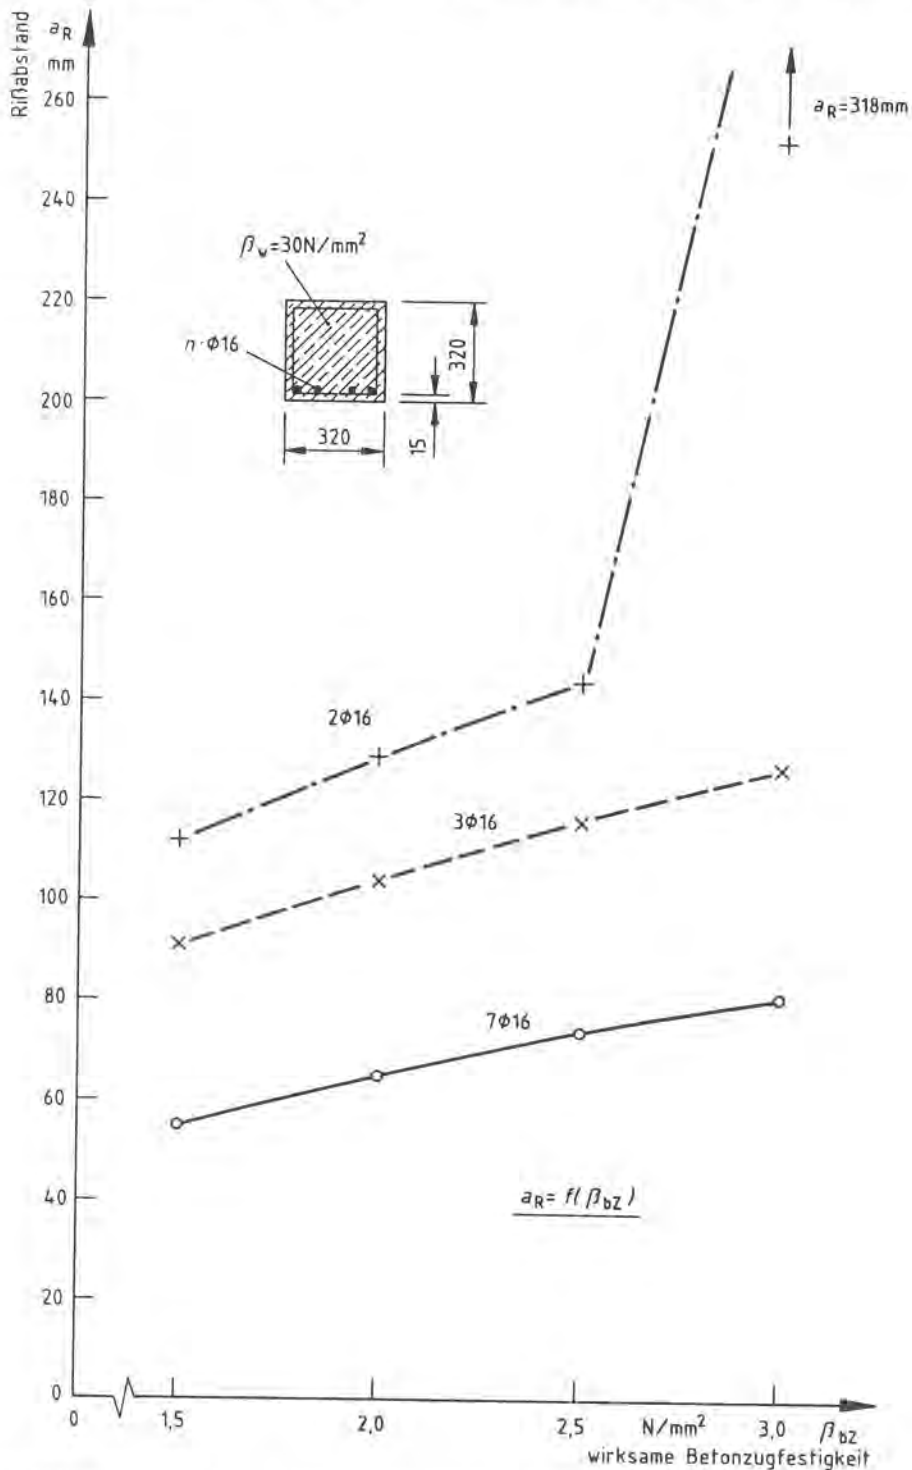 Rißabstand
a_R
mm
260
240
220
200
180
160
140
120
100
80
60
40
20
0
a_R=318mm
β_w=30N/mm²
n·Φ16
320
320
15
2Φ16
3Φ16
7Φ16
a_R= f(β_bZ)
0
1,5
2,0
2,5
N/mm²
3,0
β_bZ
wirksame Betonzugfestigkeit